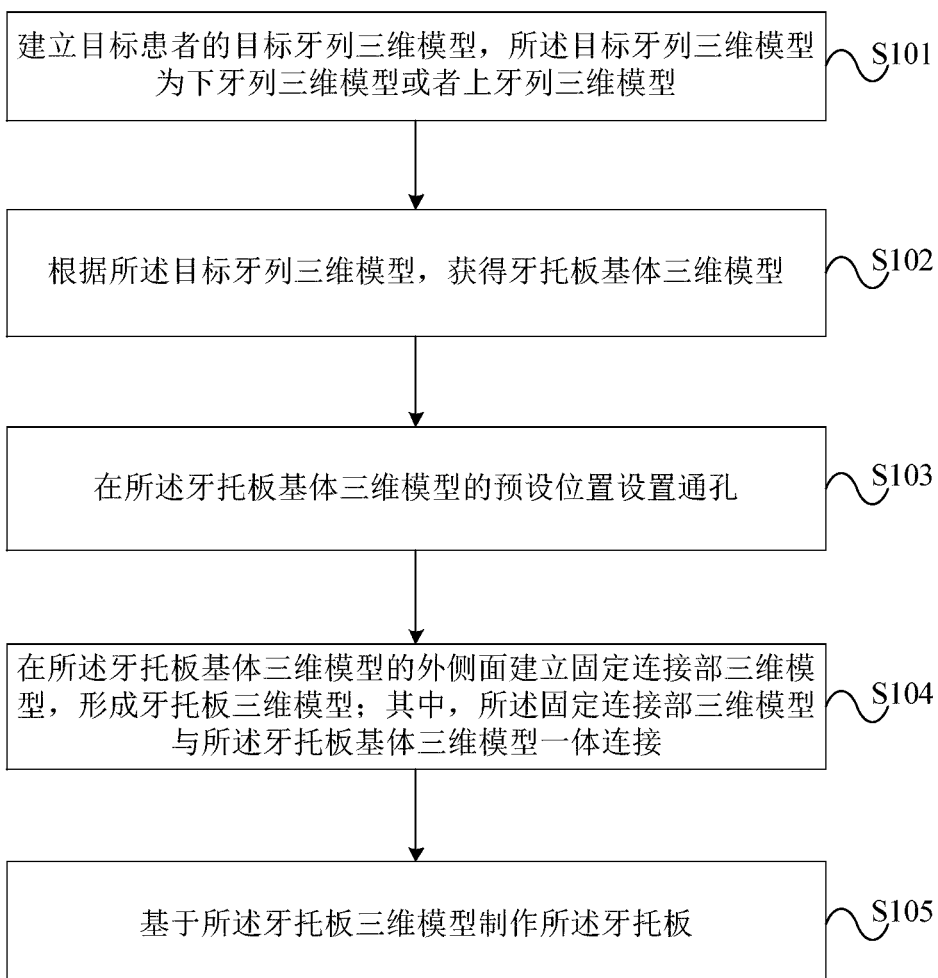 建立目标患者的目标牙列三维模型，所述目标牙列三维模型
为下牙列三维模型或者上牙列三维模型
S101
根据所述目标牙列三维模型，获得牙托板基体三维模型
S102
在所述牙托板基体三维模型的预设位置设置通孔
S103
在所述牙托板基体三维模型的外侧面建立固定连接部三维模
型，形成牙托板三维模型；其中，所述固定连接部三维模型
与所述牙托板基体三维模型一体连接
S104
基于所述牙托板三维模型制作所述牙托板
S105